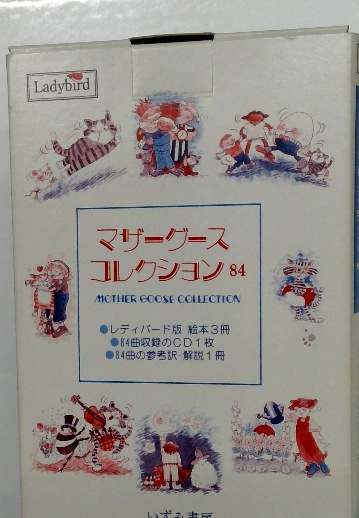 Ladybird
マザーグース
コレクション84
MOTHER GOOSE COLLECTION
●レディバード版 絵本3冊
●84曲収録のCD1枚
●84曲の参考訳・解説1冊
いずみ書房